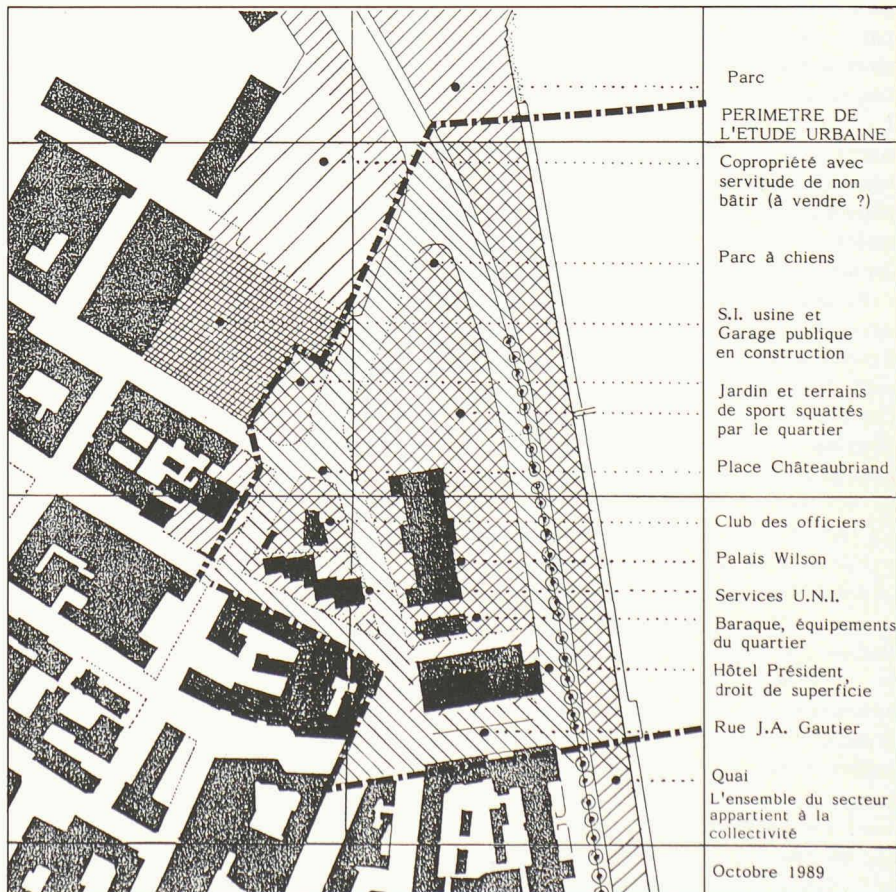 Parc
PERIMETRE DE
L'ETUDE URBAINE
Copropriété avec
servitude de non
bâtir (à vendre ?)
Parc à chiens
S.I. usine et
Garage publique
en construction
Jardin et terrains
de sport squattés
par le quartier
Place Châteaubriand
Club des officiers
Palais Wilson
Services U.N.I.
Baraque, équipements
du quartier
Hôtel Président,
droit de superficie
Rue J.A. Gautier
Quai
L'ensemble du secteur
appartient à la
collectivité
Octobre 1989